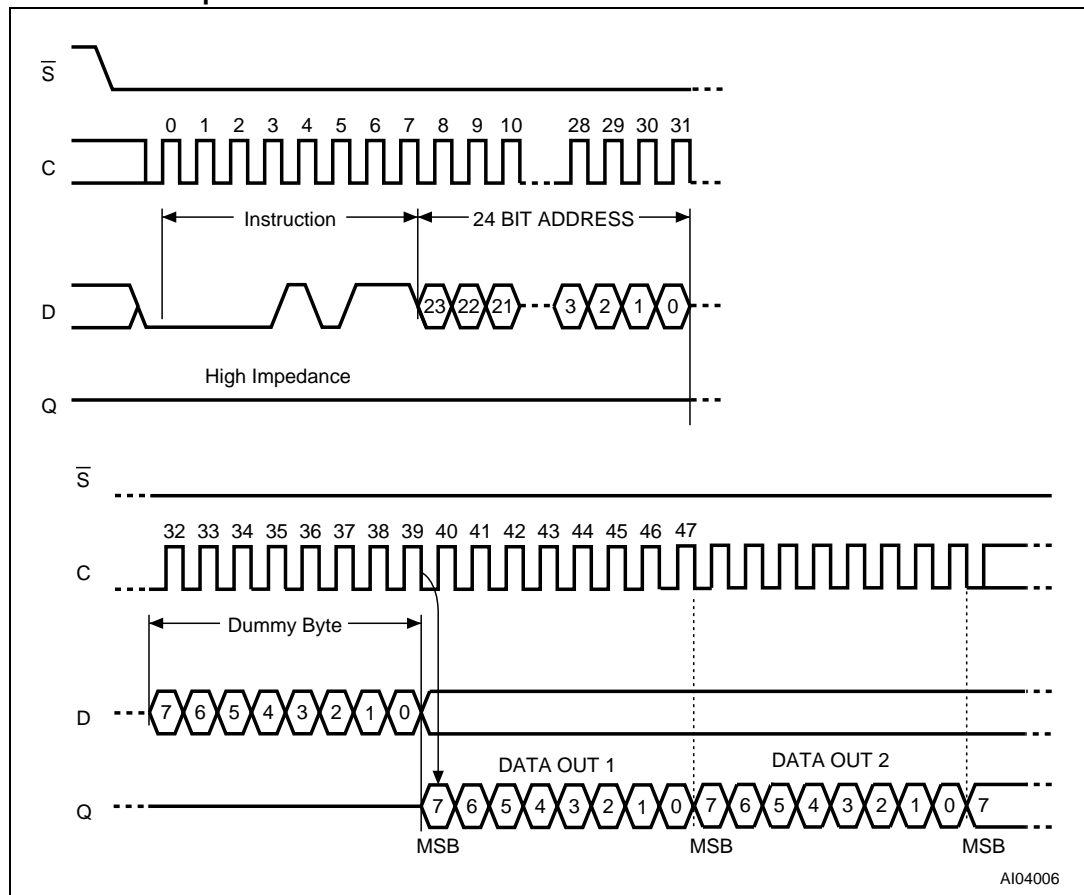 S
0 1 2 3 4 5 6 7 8 9 10 28 29 30 31
C
Instruction 24 BIT ADDRESS
D 23 22 21 3 2 1 0
High Impedance
Q
S
32 33 34 35 36 37 38 39 40 41 42 43 44 45 46 47
C
Dummy Byte
D 7 6 5 4 3 2 1 0
DATA OUT 1 DATA OUT 2
Q 7 6 5 4 3 2 1 0 7 6 5 4 3 2 1 0 7
MSB MSB MSB
AI04006